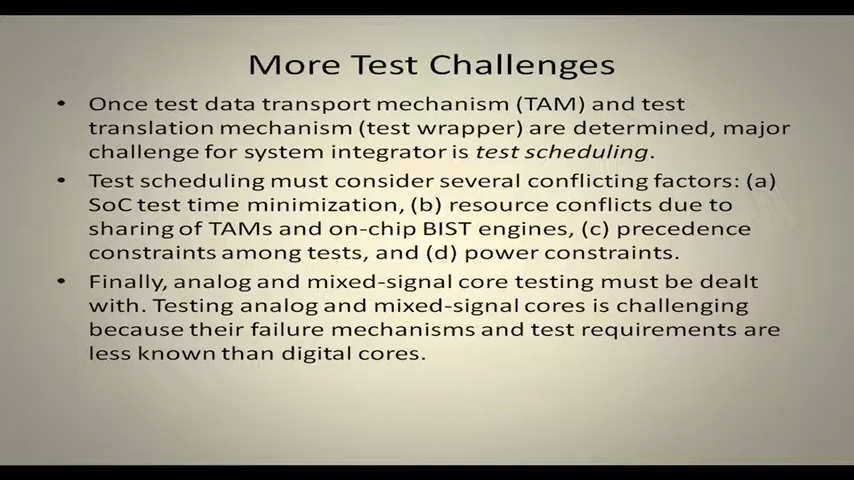 More Test Challenges
• Once test data transport mechanism (TAM) and test
translation mechanism (test wrapper) are determined, major
challenge for system integrator is test scheduling.
• Test scheduling must consider several conflicting factors: (a)
SoC test time minimization, (b) resource conflicts due to
sharing of TAMs and on-chip BIST engines, (c) precedence
constraints among tests, and (d) power constraints.
• Finally, analog and mixed-signal core testing must be dealt
with. Testing analog and mixed-signal cores is challenging
because their failure mechanisms and test requirements are
less known than digital cores.